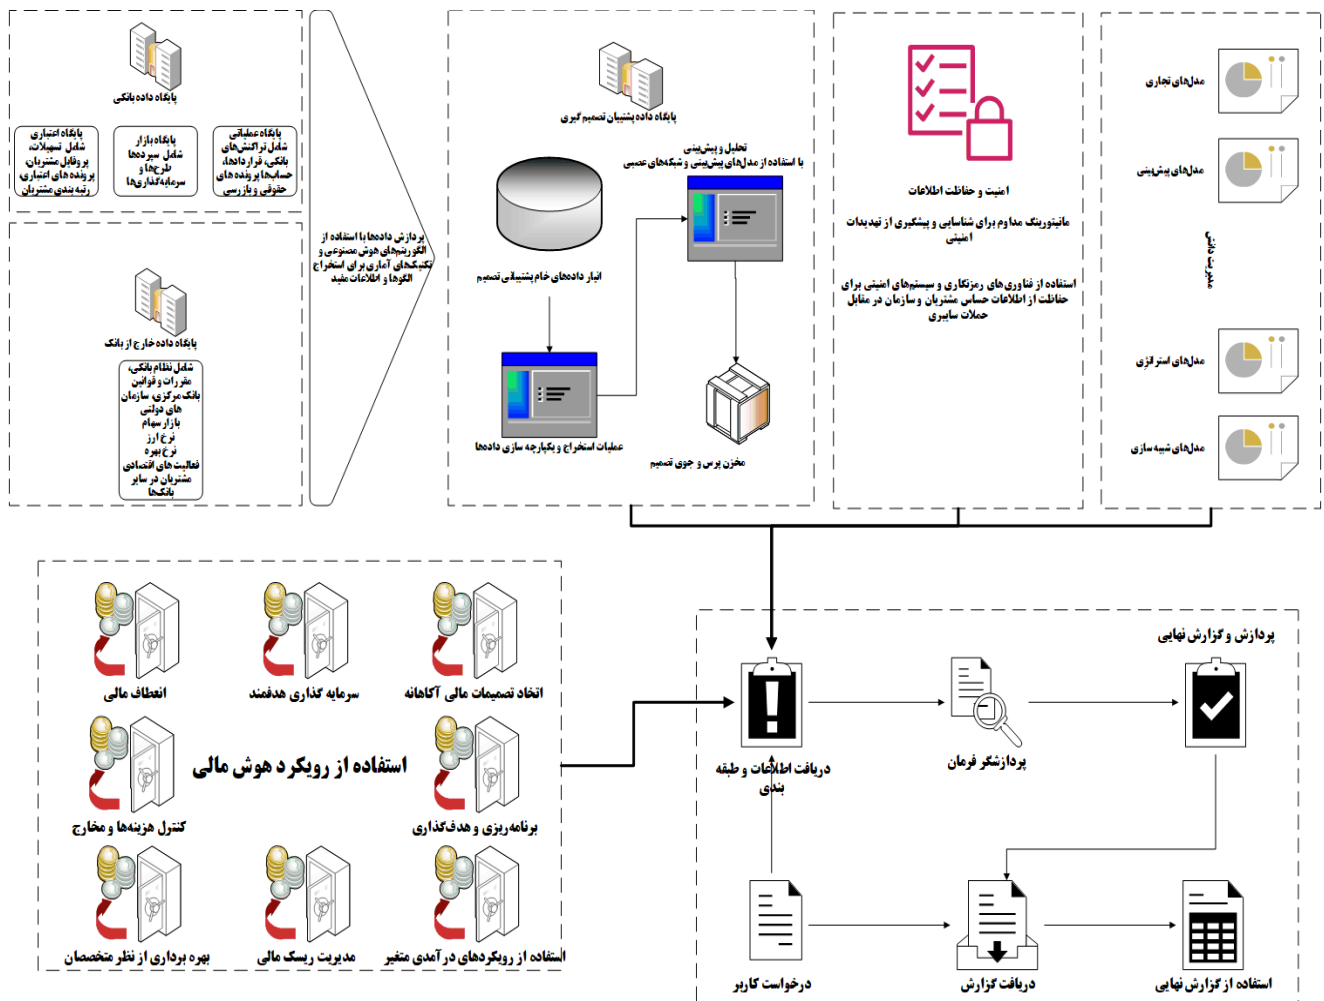 پایگاه داده بانکی
پایگاه عملیاتی
شامل تراکنش‌های
بانکی، قراردادها،
حساب‌ها پرونده های
حقوقی و بازرسی
پایگاه بازار
شامل سپرده‌ها
طرح‌ها و
سرمایه‌گذاری‌ها
پایگاه اعتباری
شامل تسهیلات،
پروفایل مشتریان،
پرونده های اعتباری،
رتبه بندی مشتریان
پایگاه داده خارج از بانک
شامل نظام بانکی،
مقررات و قوانین
بانک مرکزی، سازمان
های دولتی
بازار سهام
نرخ ارز
نرخ بهره
فعالیت های اقتصادی
مشتریان در سایر
بانک‌ها
پردازش داده‌ها با استفاده از
الگوریتم‌های هوش مصنوعی و
تکنیک‌های آماری برای استخراج
الگوها و اطلاعات مفید
پایگاه داده پشتیبان تصمیم گیری
تحلیل و پیش‌بینی
با استفاده از مدل‌های پیش‌بینی و شبکه‌های عصبی
انبار داده‌های خام پشتیبانی تصمیم
عملیات استخراج و یکپارچه سازی داده‌ها
مخزن پرس و جوی تصمیم
امنیت و حفاظت اطلاعات
مانیتورینگ مداوم برای شناسایی و پیشگیری از تهدیدات
امنیتی
استفاده از فناوری‌های رمزنگاری و سیستم‌های امنیتی برای
حفاظت از اطلاعات حساس مشتریان و سازمان در مقابل
حملات سایبری
مدل‌های تجاری
مدل‌های پیش‌بینی
مدیریت دانش
مدل‌های استراتژی
مدل‌های شبیه سازی
اتخاد تصمیمات مالی آگاهانه
سرمایه گذاری هدفمند
انعطاف مالی
استفاده از رویکرد هوش مالی
برنامه‌ریزی و هدف‌گذاری
کنترل هزینه‌ها و مخارج
استفاده از رویکردهای درآمدی متغیر
مدیریت ریسک مالی
بهره برداری از نظر متخصصان
پردازش و گزارش نهایی
دریافت اطلاعات و طبقه
بندی
پردازشگر فرمان
درخواست کاربر
دریافت گزارش
استفاده از گزارش نهایی